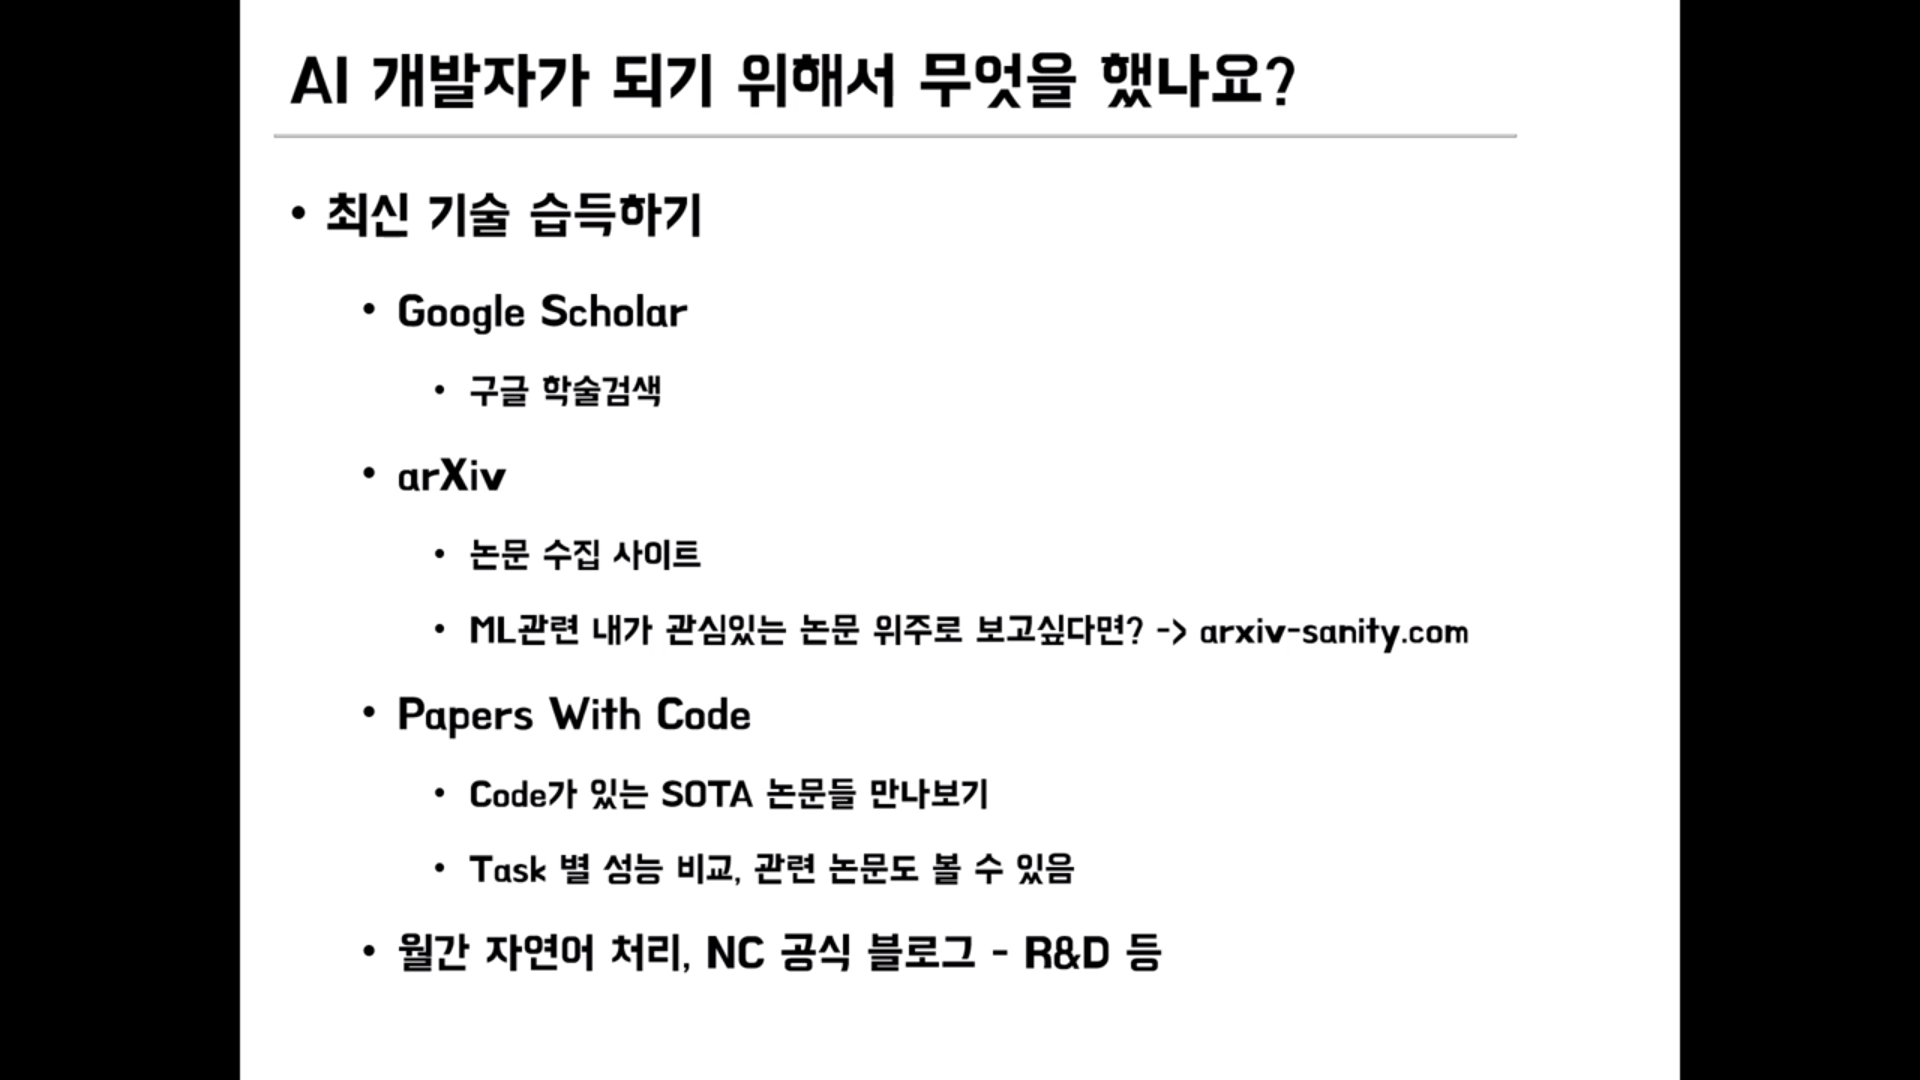 AI 개발자가 되기 위해서 무엇을 했나요?
• 최신 기술 습득하기
• Google Scholar
• 구글 학술검색
• arXiv
• 논문 수집 사이트
• ML관련 내가 관심있는 논문 위주로 보고싶다면? -> arxiv-sanity.com
• Papers With Code
• Code가 있는 SOTA 논문들 만나보기
• Task 별 성능 비교, 관련 논문도 볼 수 있음
• 월간 자연어 처리, NC 공식 블로그 - R&D 등